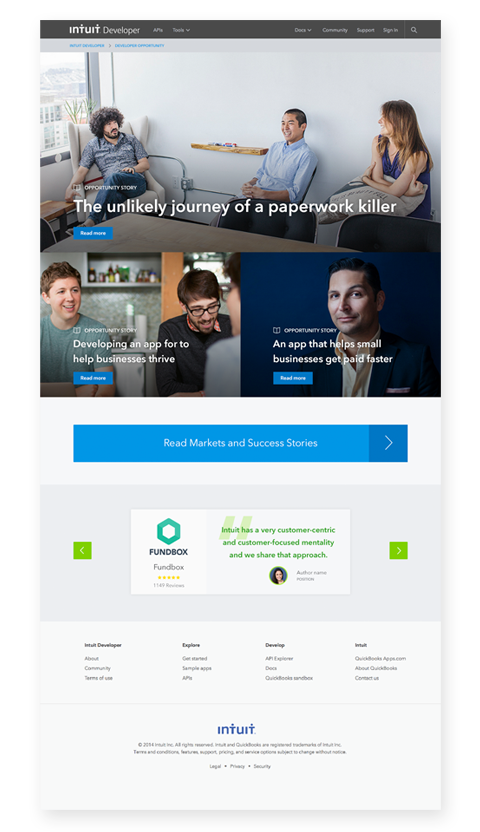 intuit Developer APIs Tools Docs Community Support Sign In
INTUIT DEVELOPER > DEVELOPER OPPORTUNITY
OPPORTUNITY STORY
The unlikely journey of a paperwork killer
Read more
OPPORTUNITY STORY
Developing an app for to
help businesses thrive
Read more
OPPORTUNITY STORY
An app that helps small
businesses get paid faster
Read more
Read Markets and Success Stories
FUNDBOX
Fundbox
1149 Reviews
Intuit has a very customer-centric
and customer-focused mentality
and we share that approach.
Author name
POSITION
Intuit Developer
About
Community
Terms of use
Explore
Get started
Sample apps
APIs
Develop
API Explorer
Docs
QuickBooks sandbox
Intuit
QuickBooks Apps.com
About QuickBooks
Contact us
intuit
© 2014 Intuit Inc. All rights reserved. Intuit and QuickBooks are registered trademarks of Intuit Inc.
Terms and conditions, features, support, pricing, and service options subject to change without notice.
Legal • Privacy • Security